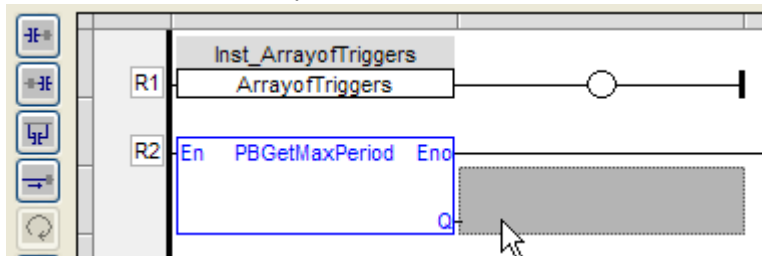 Inst_ArrayofTriggers
R1 ArrayofTriggers
R2 En PBGetMaxPeriod Eno
Q